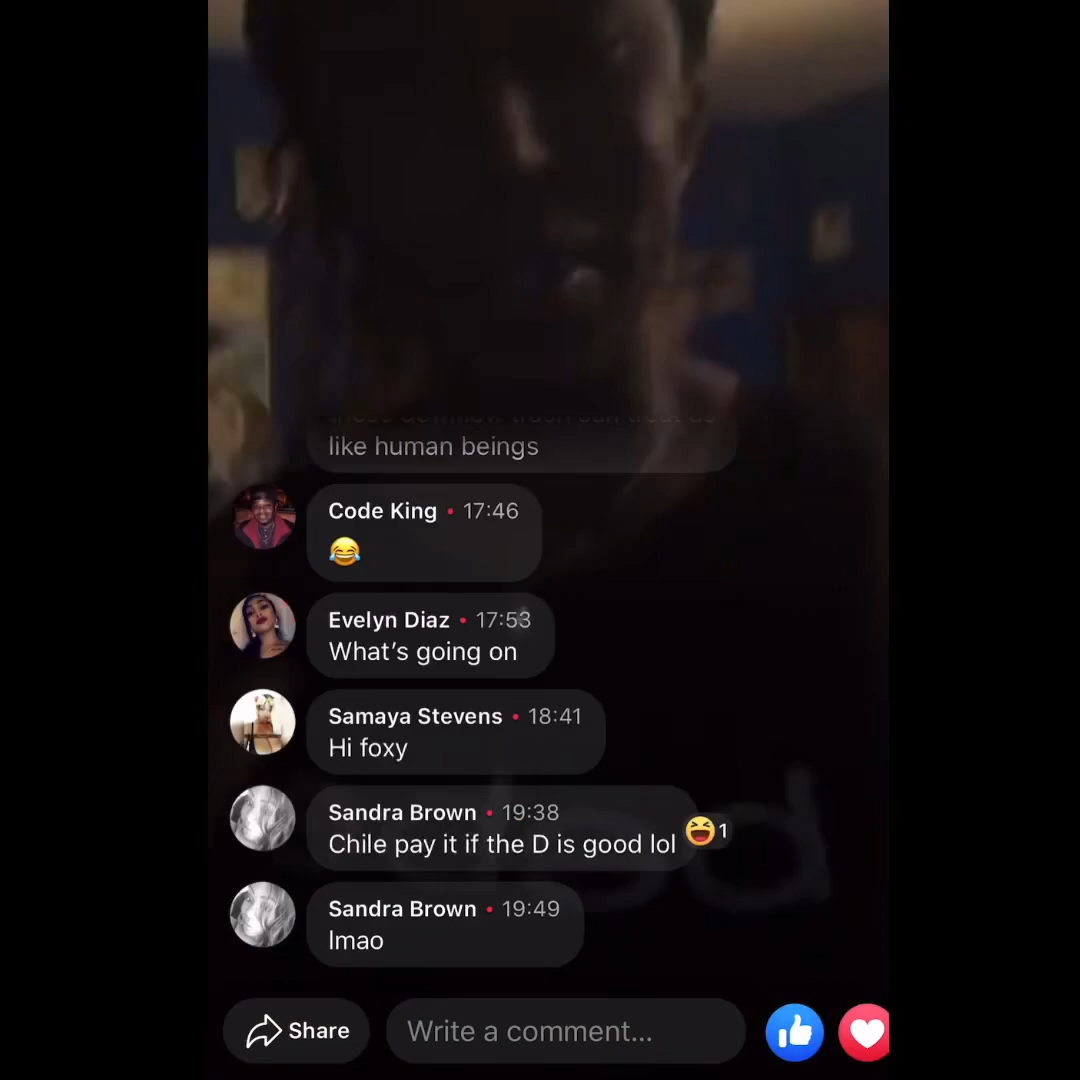 like human beings
Code King • 17:46
😂
Evelyn Diaz • 17:53
What's going on
Samaya Stevens • 18:41
Hi foxy
Sandra Brown • 19:38
Chile pay it if the D is good lol
😆 1
Sandra Brown • 19:49
lmao
Share
Write a comment...